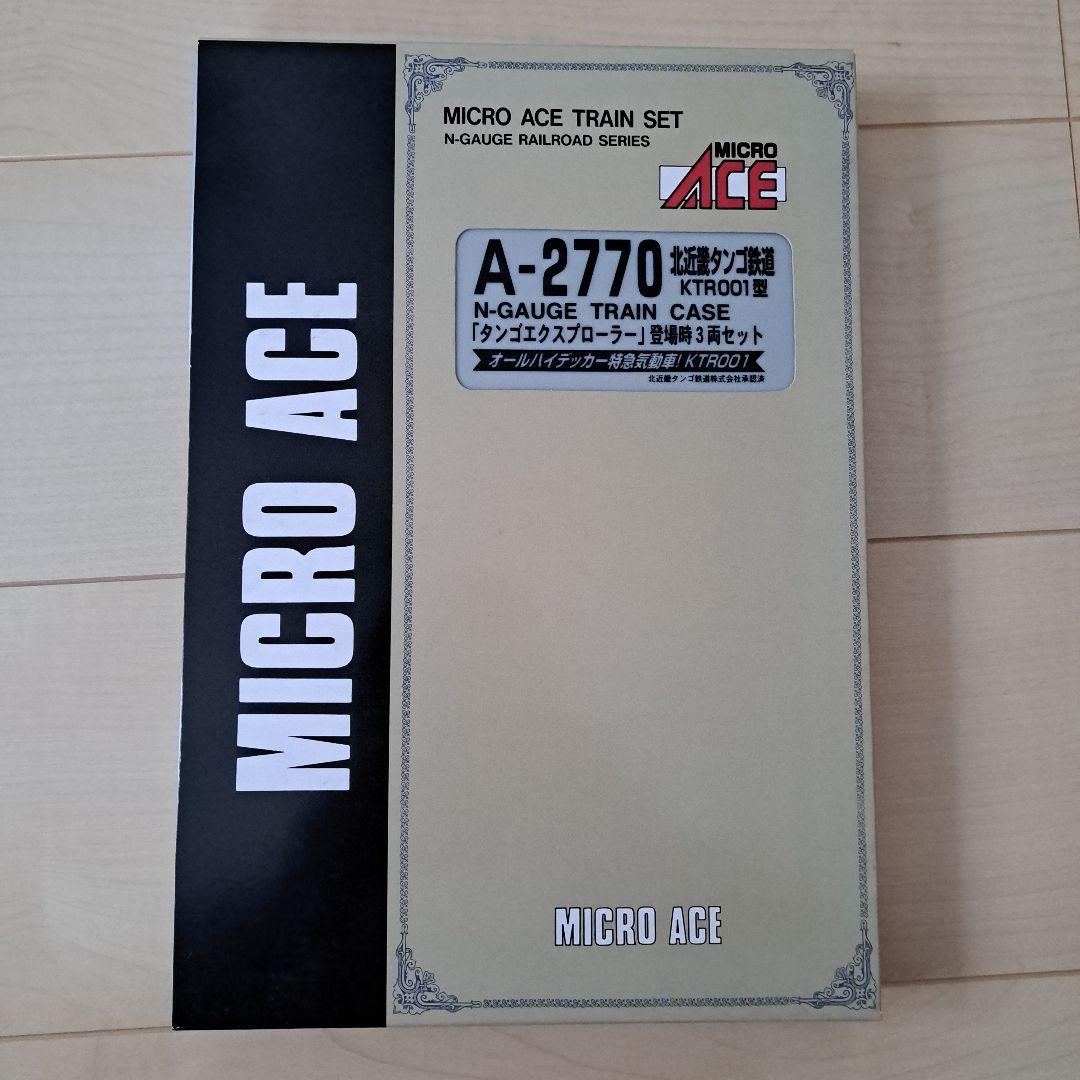 MICRO ACE
MICRO ACE TRAIN SET
N-GAUGE RAILROAD SERIES
MICRO
ACE
A-2770 北近畿タンゴ鉄道
KTR001型
N-GAUGE TRAIN CASE
「タンゴエクスプローラー」登場時3両セット
オールハイデッカー特急気動車! KTR001
北近畿タンゴ鉄道株式会社承認済
MICRO ACE